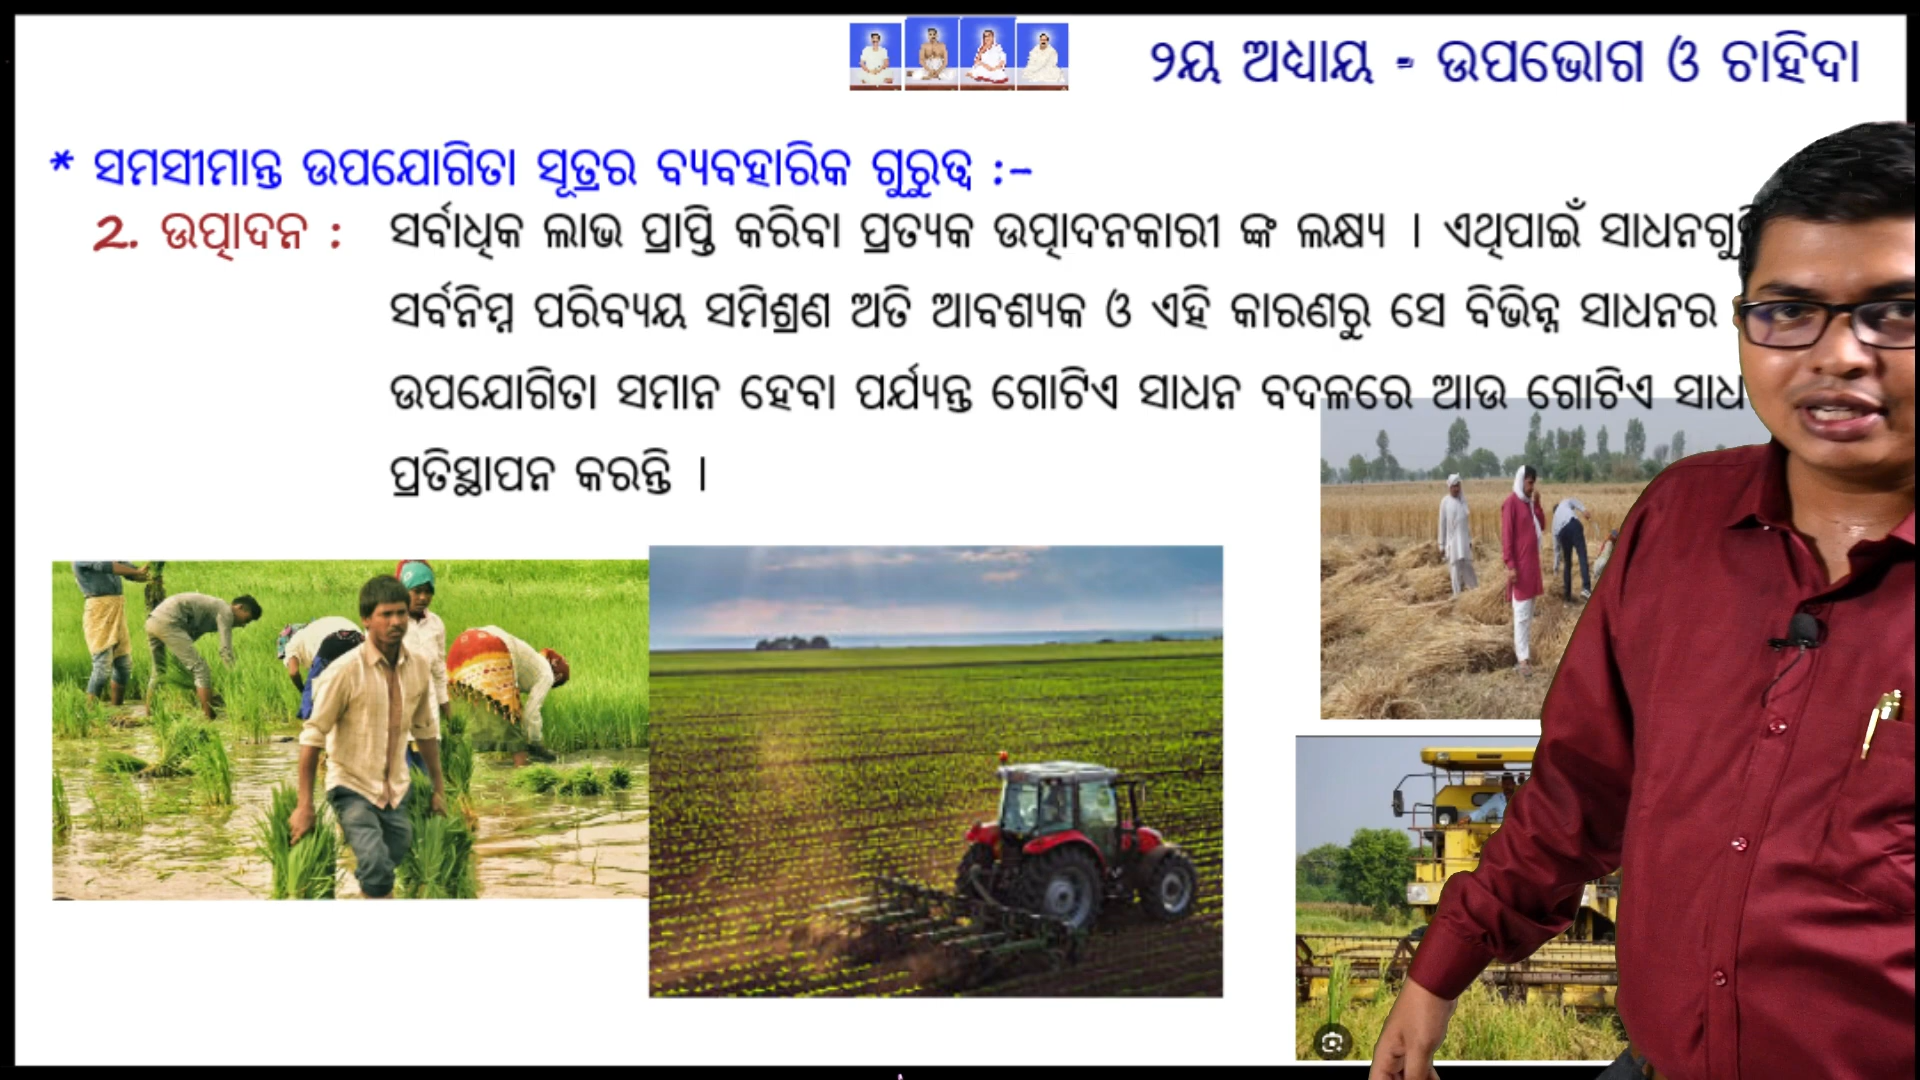 ୨ୟ ଅଧ୍ୟାୟ - ଉପଭୋଗ ଓ ଚାହିଦା
* ସମସୀମାନ୍ତ ଉପଯୋଗିତା ସୂତ୍ରର ବ୍ୟବହାରିକ ଗୁରୁତ୍ୱ :-
2. ଉତ୍ପାଦନ : ସର୍ବାଧିକ ଲାଭ ପ୍ରାପ୍ତି କରିବା ପ୍ରତ୍ୟକ ଉତ୍ପାଦନକାରୀ ଙ୍କ ଲକ୍ଷ୍ୟ । ଏଥିପାଇଁ
ସର୍ବନିମ୍ନ ପରିବ୍ୟୟ ସମିଶ୍ରଣ ଅତି ଆବଶ୍ୟକ ଓ ଏହି କାରଣରୁ ସେ ବିଭିନ୍ନ ସାଧନର
ଉପଯୋଗିତା ସମାନ ହେବା ପର୍ଯ୍ୟନ୍ତ ଗୋଟିଏ ସାଧନ ବଦଳରେ ଆଉ ଗୋଟିଏ
ପ୍ରତିସ୍ଥାପନ କରନ୍ତି ।